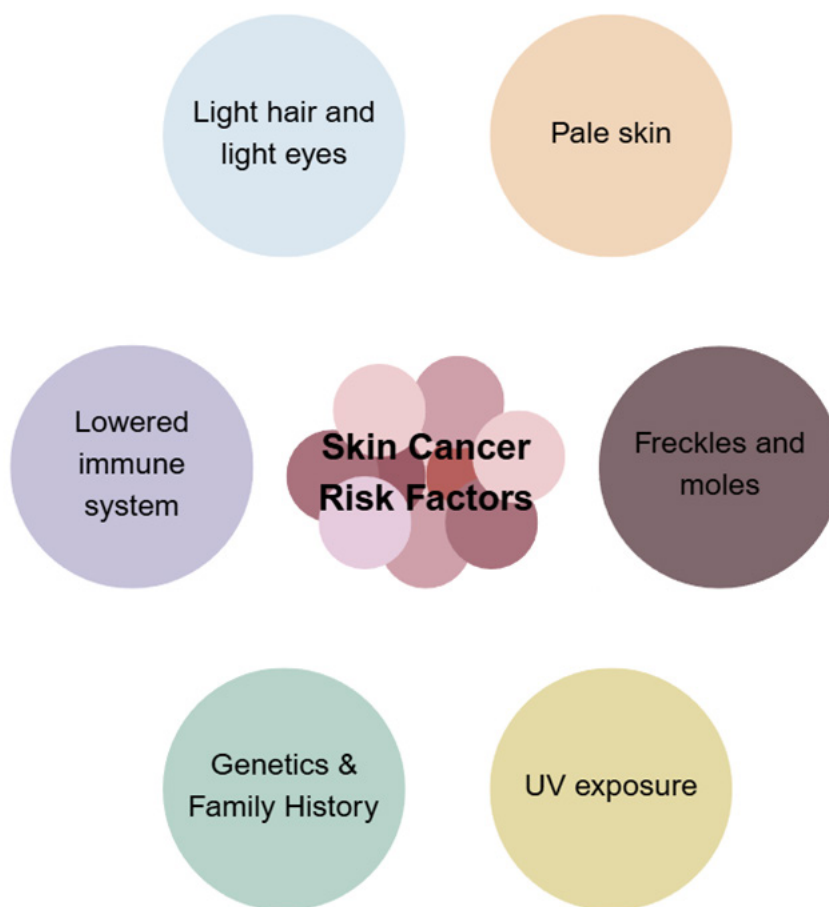 Light hair and
light eyes
Pale skin
Lowered
immune
system
Skin Cancer
Risk Factors
Freckles and
moles
Genetics &
Family History
UV exposure